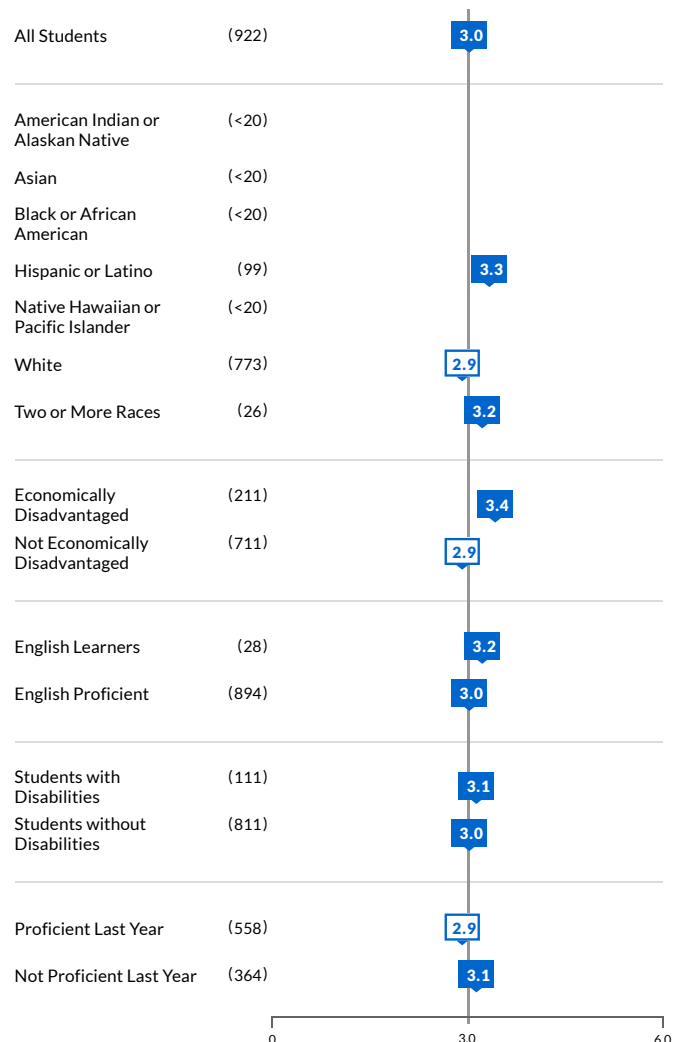 All Students (922) 3.0
American Indian or (<20)
Alaskan Native
Asian (<20)
Black or African (<20)
American
Hispanic or Latino (99) 3.3
Native Hawaiian or (<20)
Pacific Islander
White (773) 2.9
Two or More Races (26) 3.2
Economically (211) 3.4
Disadvantaged
Not Economically (711) 2.9
Disadvantaged
English Learners (28) 3.2
English Proficient (894) 3.0
Students with (111) 3.1
Disabilities
Students without (811) 3.0
Disabilities
Proficient Last Year (558) 2.9
Not Proficient Last Year (364) 3.1
0 3.0 6.0